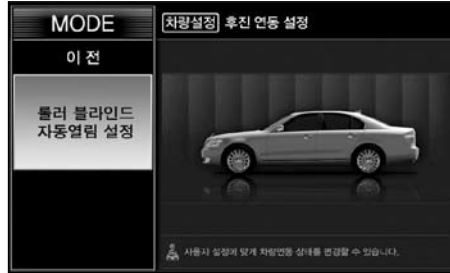 MODE
차량설정 후진 연동 설정
이 전
롤러 블라인드
자동열림 설정
사용자 설정에 맞게 차량연동 상태를 변경할 수 있습니다.